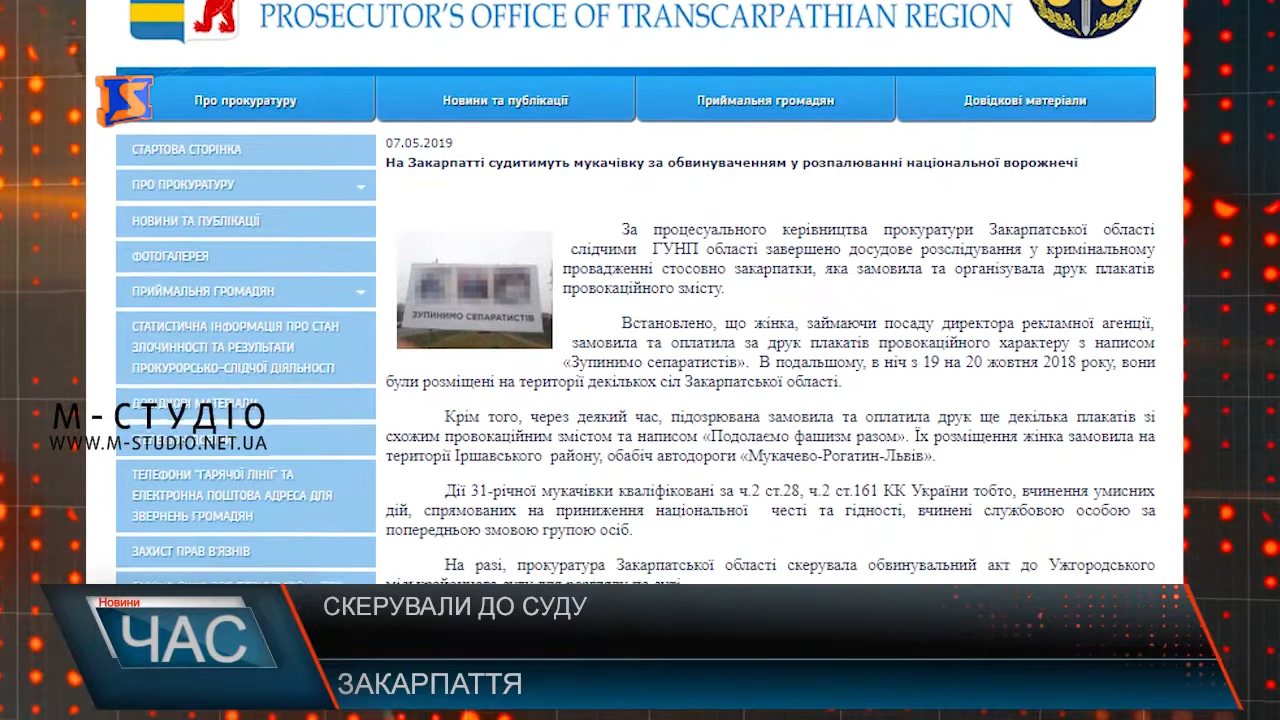 PROSECUTOR'S OFFICE OF TRANSCARPATHIAN REGION
IS
Про прокуратуру
Новини та публікації
Приймальня громадян
Довідкові матеріали
СТАРТОВА СТОРІНКА
ПРО ПРОКУРАТУРУ
НОВИНИ ТА ПУБЛІКАЦІЇ
ФОТОГАЛЕРЕЯ
ПРИЙМАЛЬНЯ ГРОМАДЯН
СТАТИСТИЧНА ІНФОРМАЦІЯ ПРО СТАН
ЗЛОЧИННОСТІ ТА РЕЗУЛЬТАТИ
ПРОКУРОРСЬКО-СЛІДЧОЇ ДІЯЛЬНОСТІ
ДОВІДКОВІ МАТЕРІАЛИ
М-СТУДІО
WWW.M-STUDIO.NET.UA
ТЕЛЕФОНИ "ГАРЯЧОЇ ЛІНІЇ" ТА
ЕЛЕКТРОННА ПОШТОВА АДРЕСА ДЛЯ
ЗВЕРНЕНЬ ГРОМАДЯН
ЗАХИСТ ПРАВ В'ЯЗНІВ
07.05.2019
На Закарпатті судитимуть мукачівку за обвинуваченням у розпалюванні національної ворожнечі
ЗУПИНИМО СЕПАРАТИСТІВ
За процесуального керівництва прокуратури Закарпатської області
слідчими ГУНП області завершено досудове розслідування у кримінальному
провадженні стосовно закарпатки, яка замовила та організувала друк плакатів
провокаційного змісту.
Встановлено, що жінка, займаючи посаду директора рекламної агенції,
замовила та оплатила за друк плакатів провокаційного характеру з написом
«Зупинимо сепаратистів». В подальшому, в ніч з 19 на 20 жовтня 2018 року, вони
були розміщені на території декількох сіл Закарпатської області.
Крім того, через деякий час, підозрювана замовила та оплатила друк ще декілька плакатів зі
схожим провокаційним змістом та написом «Подолаємо фашизм разом». Їх розміщення жінка замовила на
території Іршавського району, обабіч автодороги «Мукачево-Рогатин-Львів».
Дії 31-річної мукачівки кваліфіковані за ч.2 ст.28, ч.2 ст.161 КК України тобто, вчинення умисних
дій, спрямованих на приниження національної честі та гідності, вчинені службовою особою за
попередньою змовою групою осіб.
На разі, прокуратура Закарпатської області скерувала обвинувальний акт до Ужгородського
Новини
ЧАС
СКЕРУВАЛИ ДО СУДУ
ЗАКАРПАТТЯ